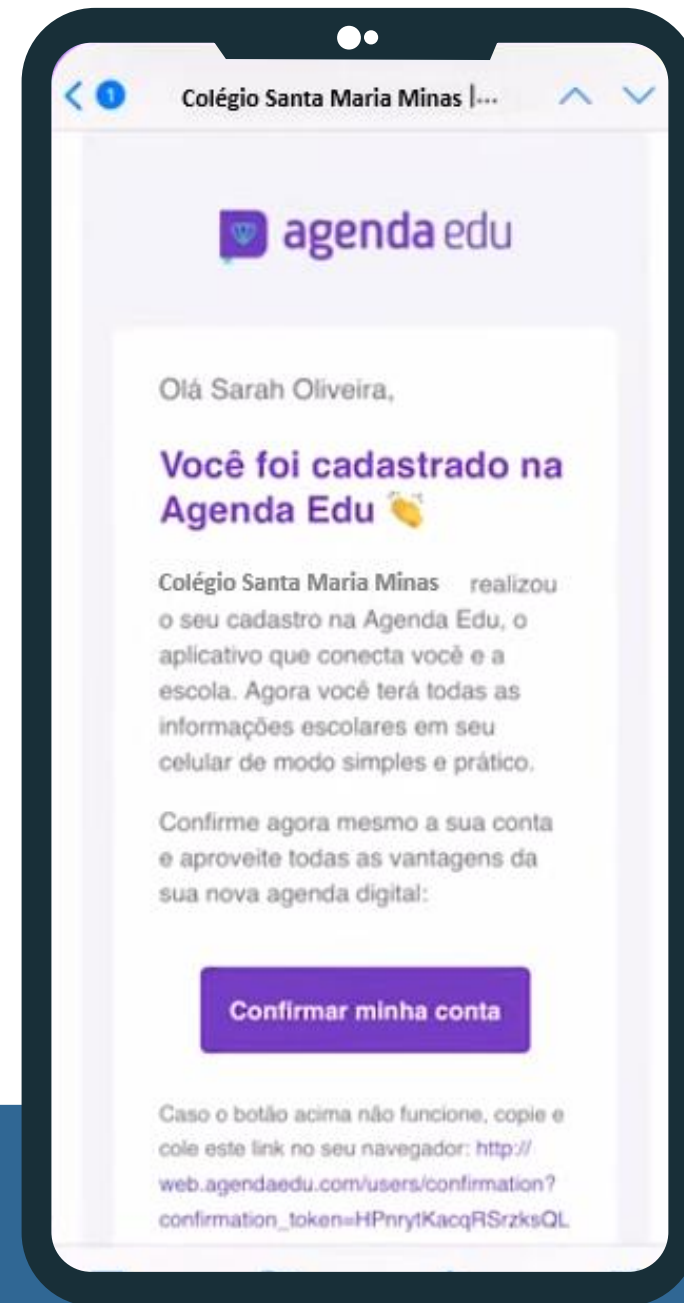 1 Colégio Santa Maria Minas |...
agenda edu
Olá Sarah Oliveira,
Você foi cadastrado na
Agenda Edu 👏
Colégio Santa Maria Minas realizou
o seu cadastro na Agenda Edu, o
aplicativo que conecta você e a
escola. Agora você terá todas as
informações escolares em seu
celular de modo simples e prático.
Confirme agora mesmo a sua conta
e aproveite todas as vantagens da
sua nova agenda digital:
Confirmar minha conta
Caso o botão acima não funcione, copie e
cole este link no seu navegador: http://
web.agendaedu.com/users/confirmation?
confirmation_token=HPnrytKacqRSrzksQL